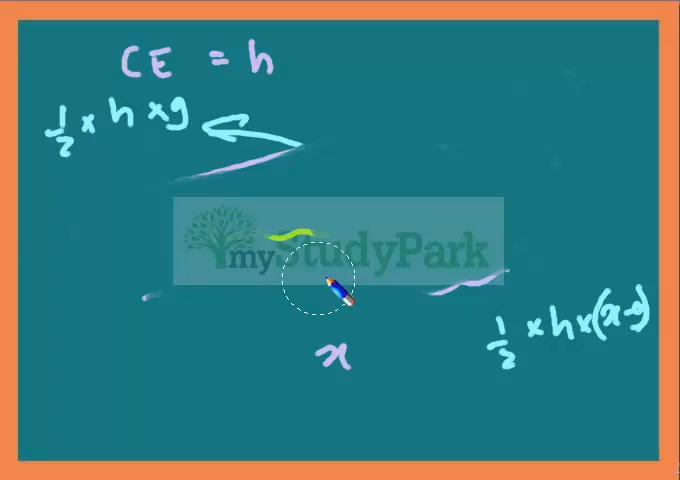 CE = h
1/2 × h × y
myStudyPark
x
1/2 × h × (x-y)